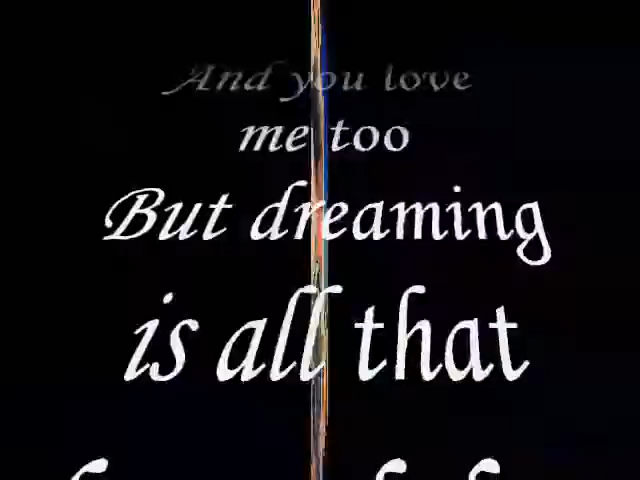 And you love
me too
But dreaming
is all that